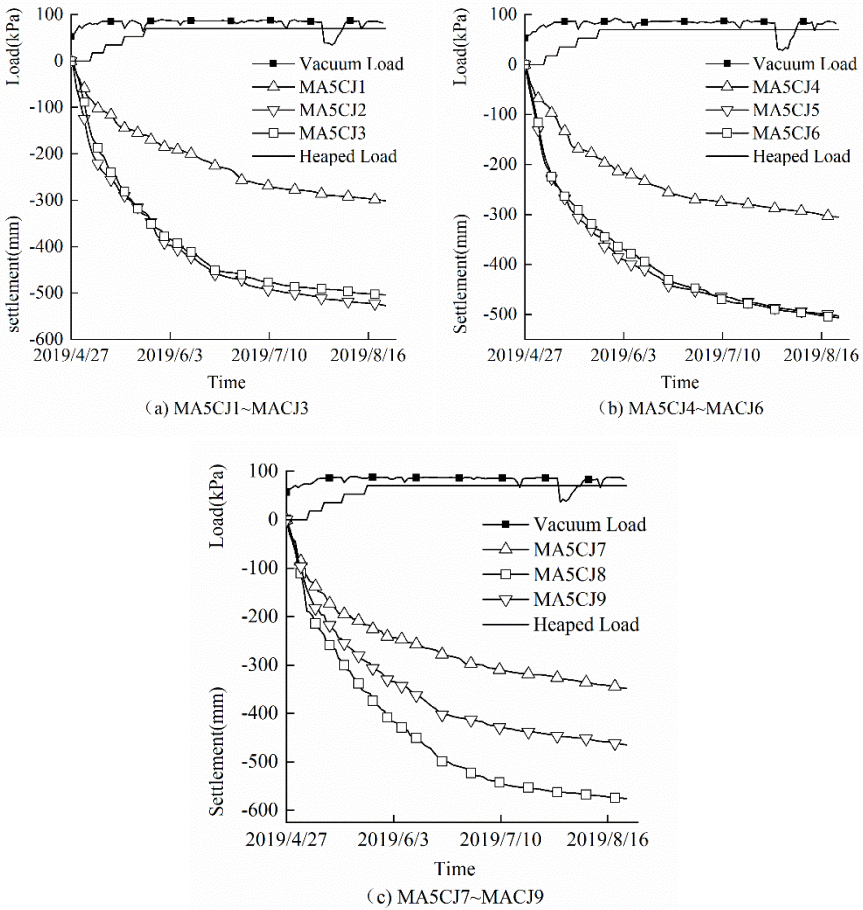 100
0
-100
-200
-300
-400
-500
-600
Load(kPa)
settlement(mm)
Vacuum Load
MA5CJ1
MA5CJ2
MA5CJ3
Heaped Load
2019/4/27 2019/6/3 2019/7/10 2019/8/16
Time
(a) MA5CJ1~MACJ3
100
0
-100
-200
-300
-400
-500
Load(kPa)
Settlement(mm)
Vacuum Load
MA5CJ4
MA5CJ5
MA5CJ6
Heaped Load
2019/4/27 2019/6/3 2019/7/10 2019/8/16
Time
(b) MA5CJ4~MACJ6
100
0
-100
-200
-300
-400
-500
-600
Load(kPa)
Settlement(mm)
Vacuum Load
MA5CJ7
MA5CJ8
MA5CJ9
Heaped Load
2019/4/27 2019/6/3 2019/7/10 2019/8/16
Time
(c) MA5CJ7~MACJ9